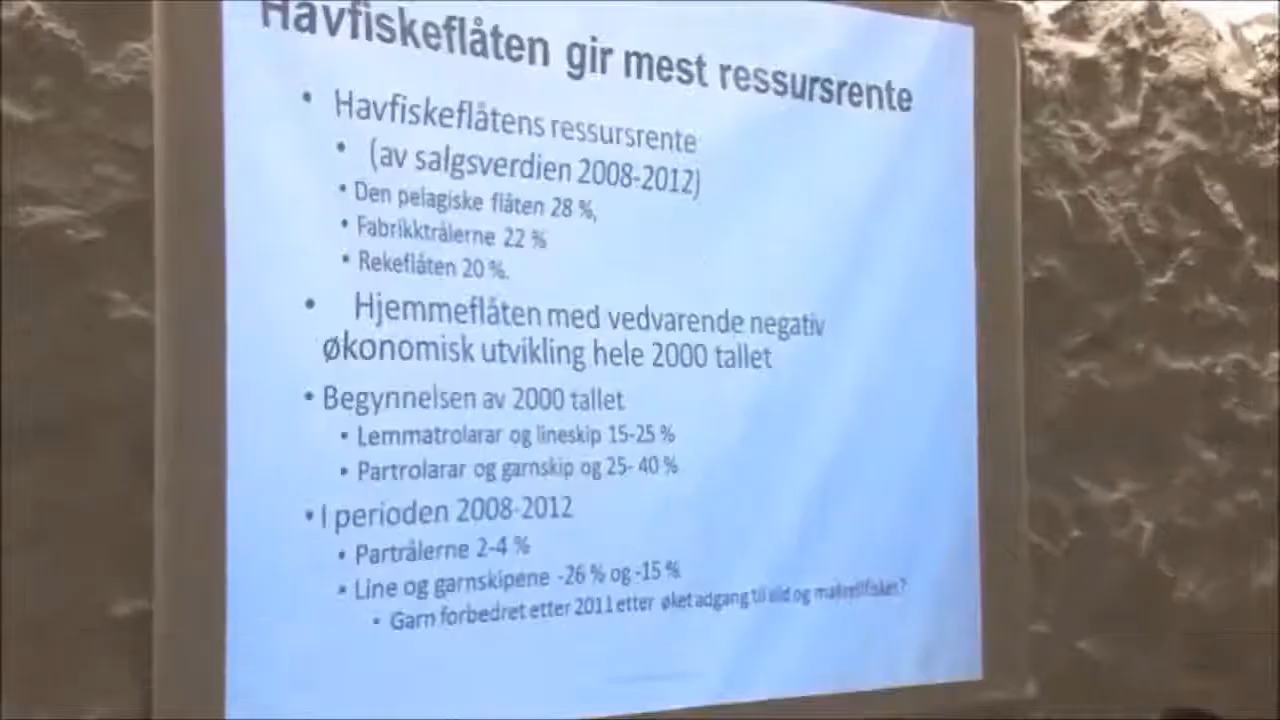 Havfiskeflåten gir mest ressursrente
• Havfiskeflåtens ressursrente
• (av salgsverdien 2008-2012)
• Den pelagiske flåten 28 %,
• Fabrikktrålerne 22 %
• Rekeflåten 20 %.
• Hjemmeflåten med vedvarende negativ
økonomisk utvikling hele 2000 tallet
• Begynnelsen av 2000 tallet
• Lemmatrolarar og lineskip 15-25 %
• Partrolarar og garnskip og 25- 40 %
• I perioden 2008-2012
• Partrålerne 2-4 %
• Line og garnskipene -26 % og -15 %
• Garn forbedret etter 2011 etter øket adgang til sild og makrellfisket?